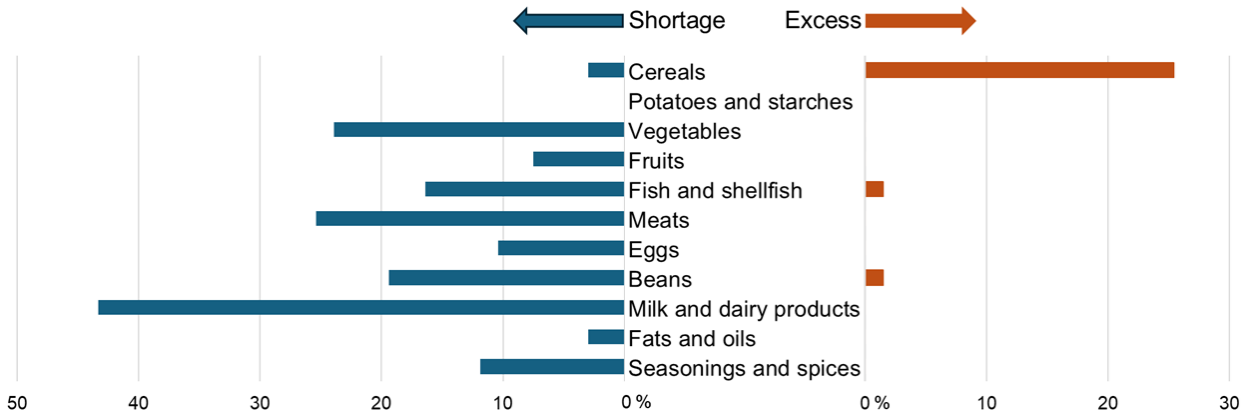 Shortage Excess
Cereals
Potatoes and starches
Vegetables
Fruits
Fish and shellfish
Meats
Eggs
Beans
Milk and dairy products
Fats and oils
Seasonings and spices
50 40 30 20 10 0 % 0 % 10 20 30